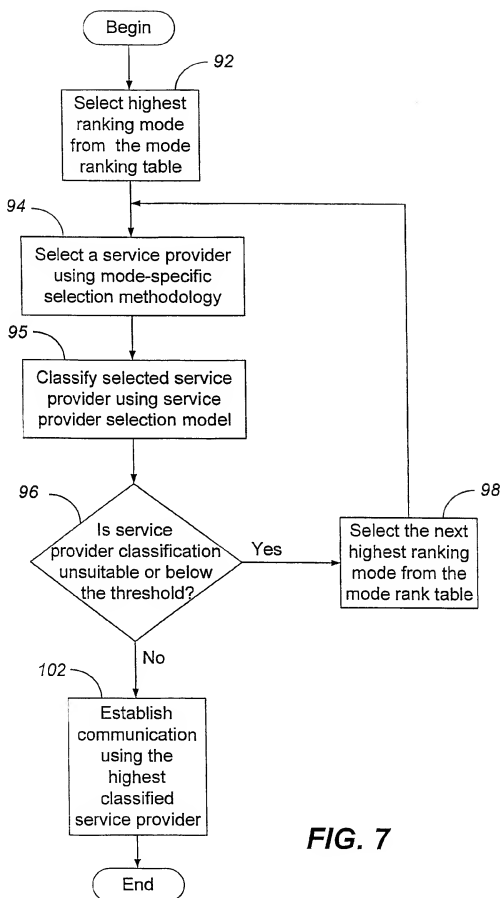 Begin
92
Select highest
ranking mode
from the mode
ranking table
94
Select a service provider
using mode-specific
selection methodology
95
Classify selected service
provider using service
provider selection model
96
Is service
provider classification
unsuitable or below
the threshold?
Yes
98
Select the next
highest ranking
mode from the
mode rank table
No
102
Establish
communication
using the
highest
classified
service provider
End
FIG. 7